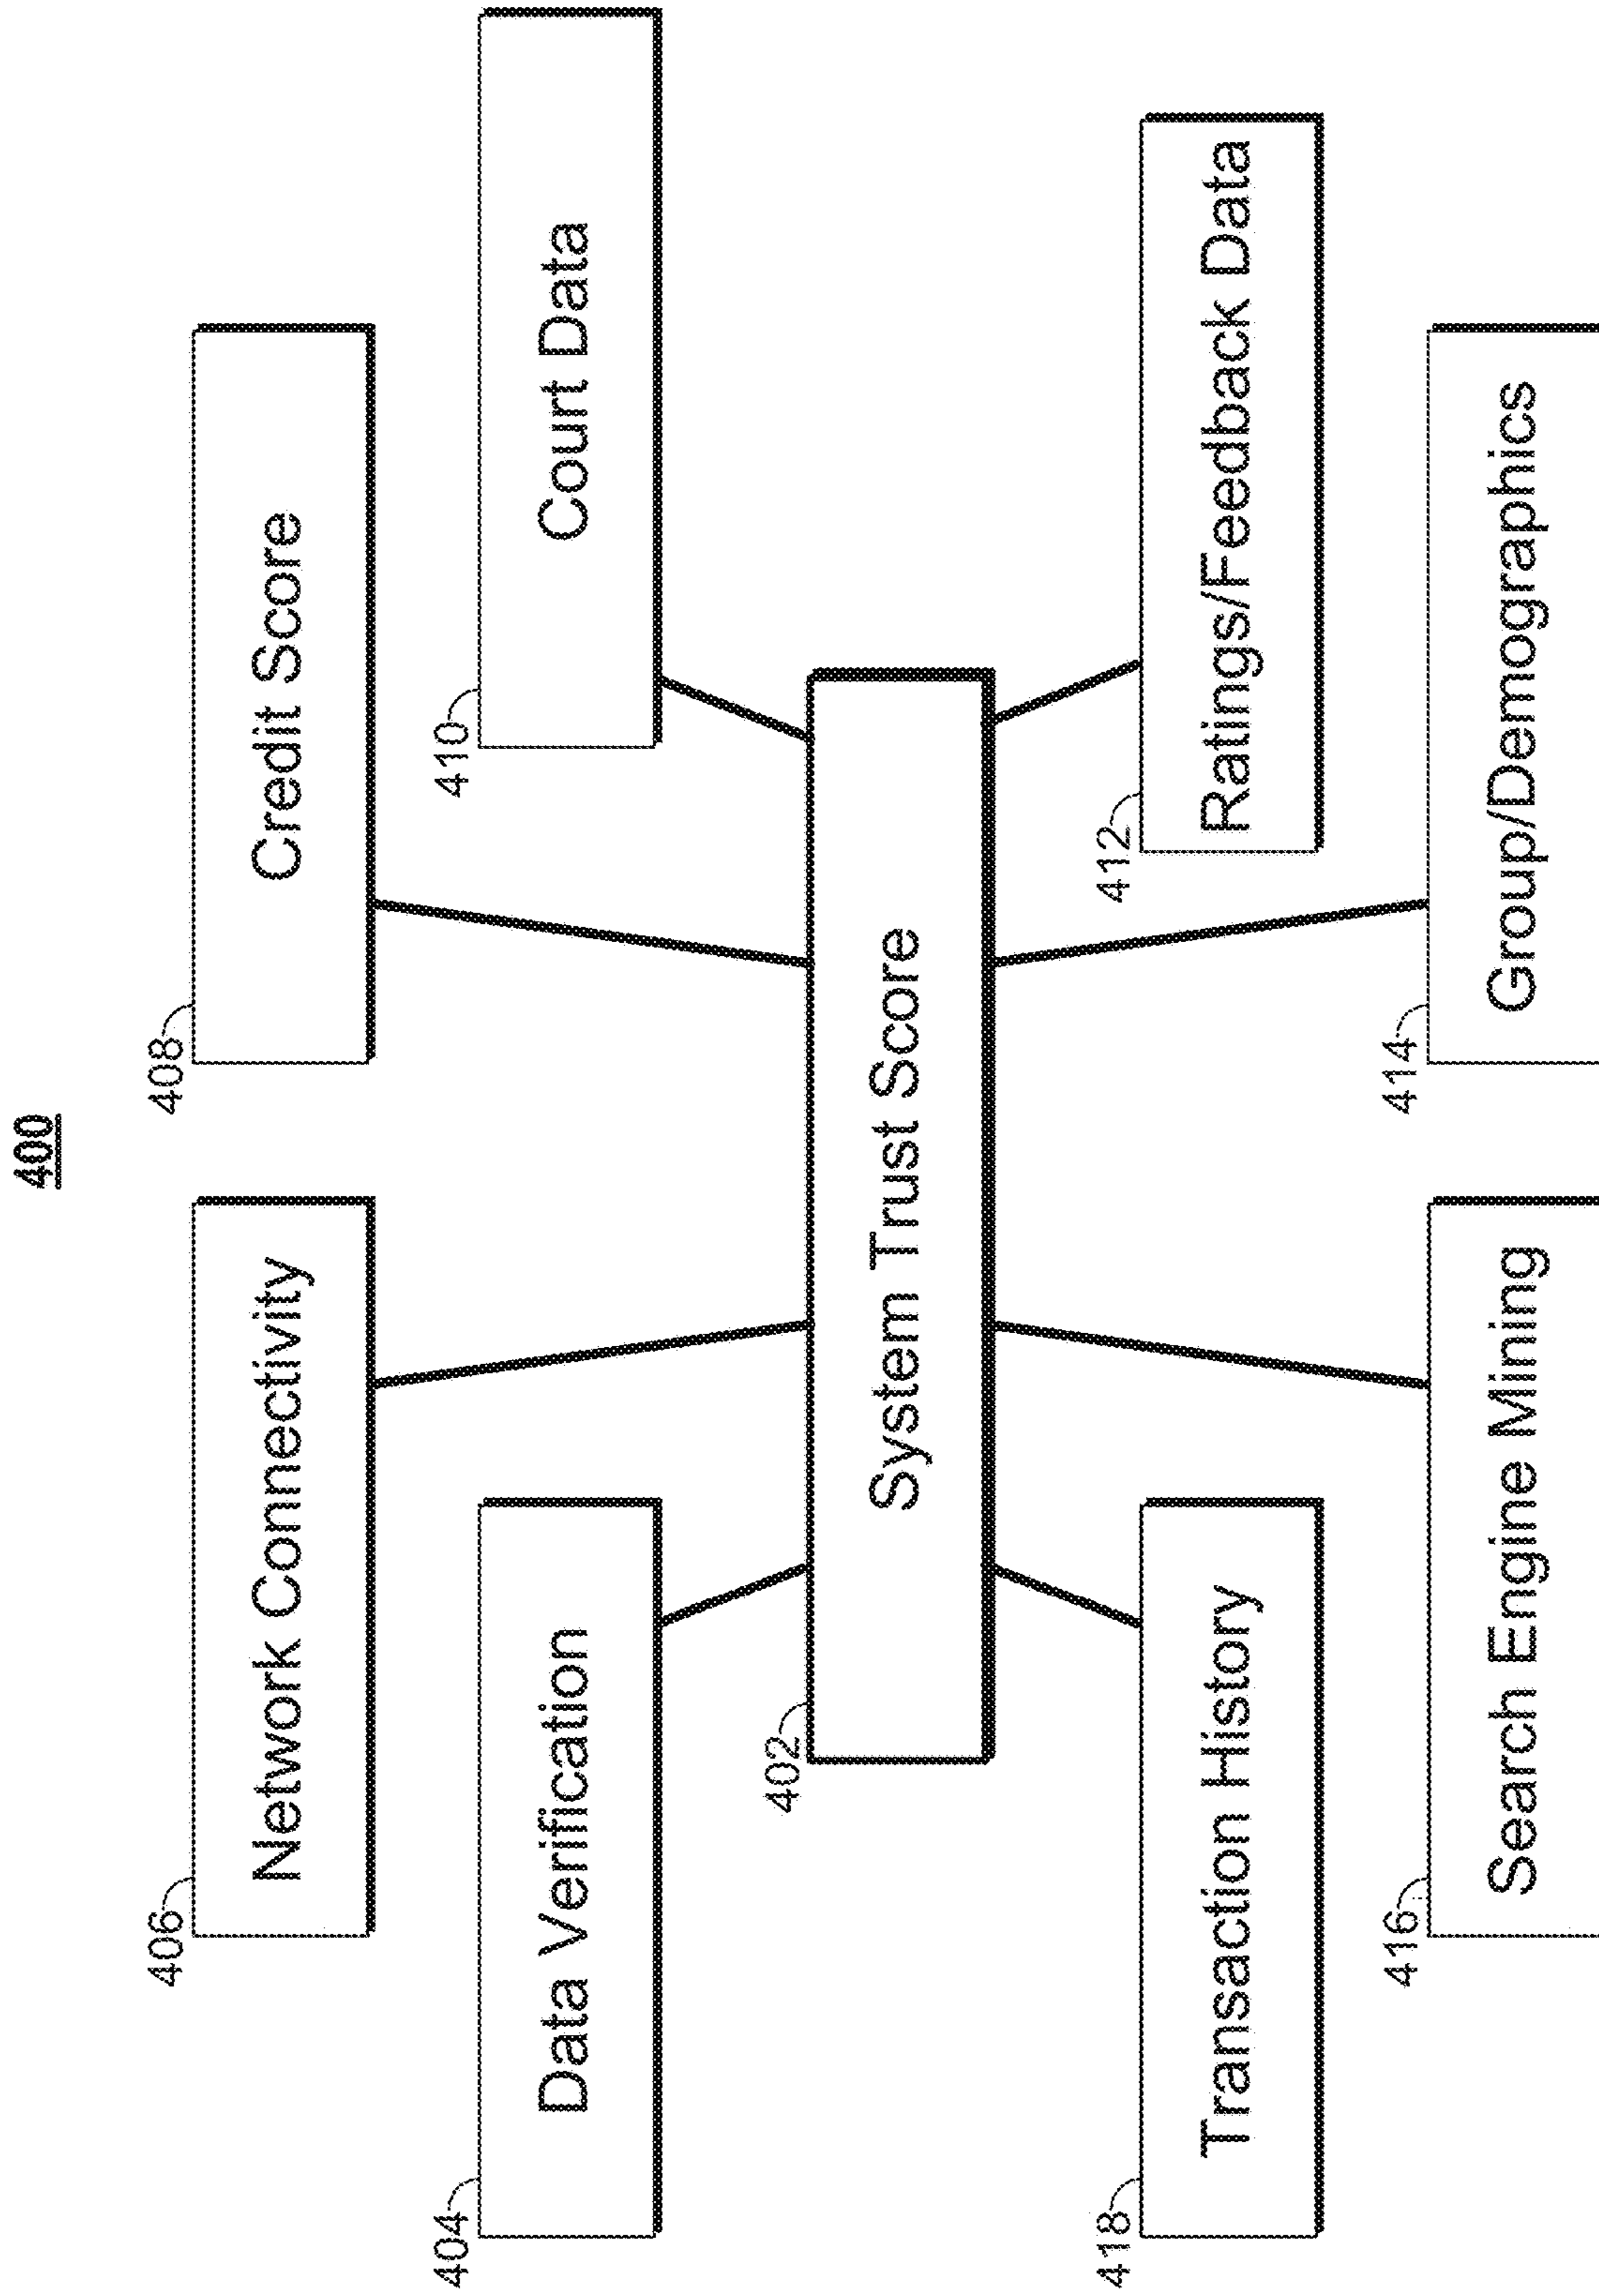 400
406
Network Connectivity
408
Credit Score
404
Data Verification
410
Court Data
402
System Trust Score
418
Transaction History
412
Ratings/Feedback Data
416
Search Engine Mining
414
Group/Demographics